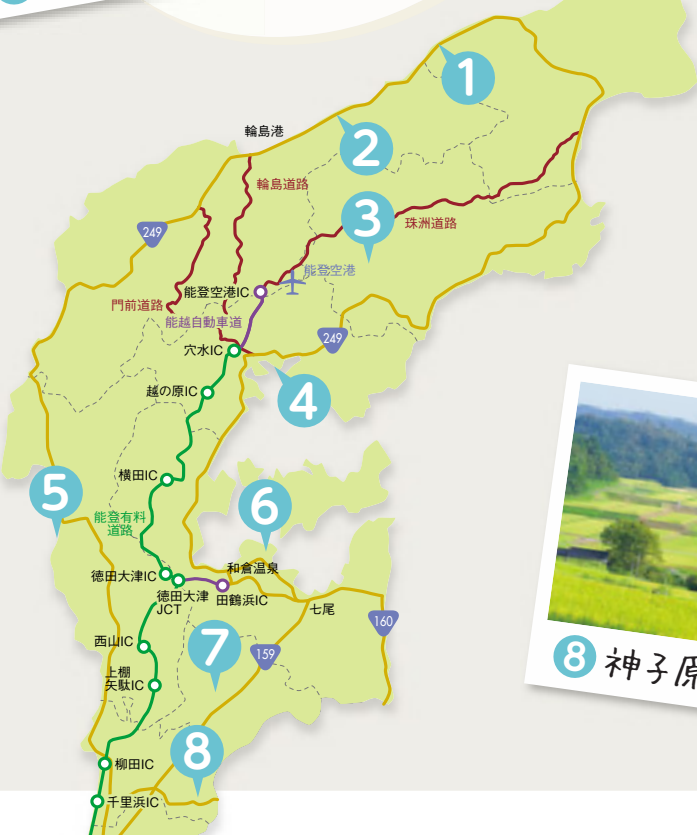 1
輪島港
2
輪島道路
3
珠洲道路
249
能登空港
能登空港IC
門前道路
能越自動車道
249
穴水IC
越の原IC
4
横田IC
5
6
能登有料
道路
和倉温泉
徳田大津IC
徳田大津
JCT
田鶴浜IC
七尾
160
西山IC
7
159
上棚
矢駄IC
8
柳田IC
千里浜IC
8 神子原